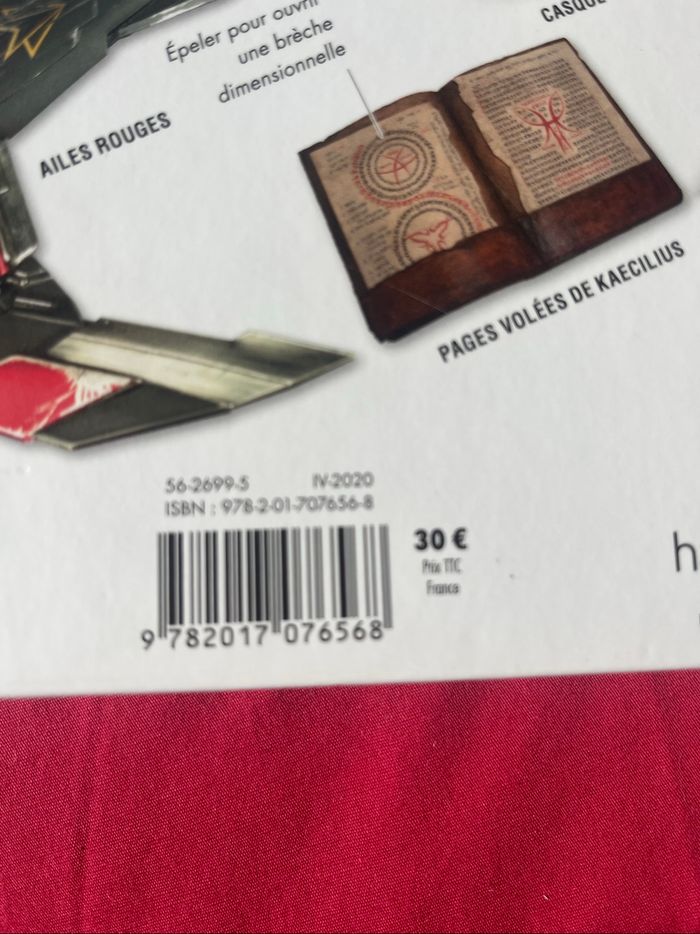 Épeler pour ouvrir
une brèche
dimensionnelle
CASQUE
AILES ROUGES
PAGES VOLÉES DE KAECILIUS
56-2699-5 IV-2020
ISBN : 978-2-01-707656-8
30 €
Prix TTC
France
h
9 782017 076568